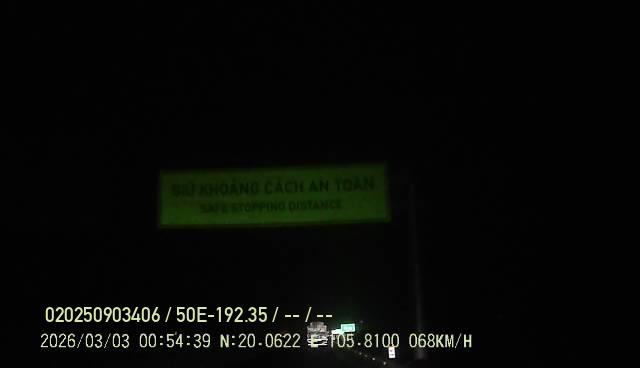 GIỮ KHOẢNG CÁCH AN TOÀN
SAFE STOPPING DISTANCE
020250903406 / 50E-192.35 / -- / --
2026/03/03 00:54:39 N:20.0622 E:105.8100 068KM/H